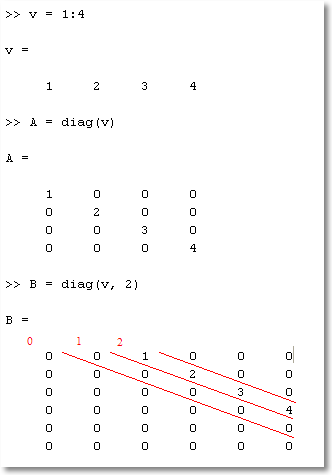 >> v = 1:4
v =
1 2 3 4
>> A = diag(v)
A =
1 0 0 0
0 2 0 0
0 0 3 0
0 0 0 4
>> B = diag(v, 2)
B =
0 1 2
0 0 1 0 0 0
0 0 0 2 0 0
0 0 0 0 3 0
0 0 0 0 0 4
0 0 0 0 0 0
0 0 0 0 0 0